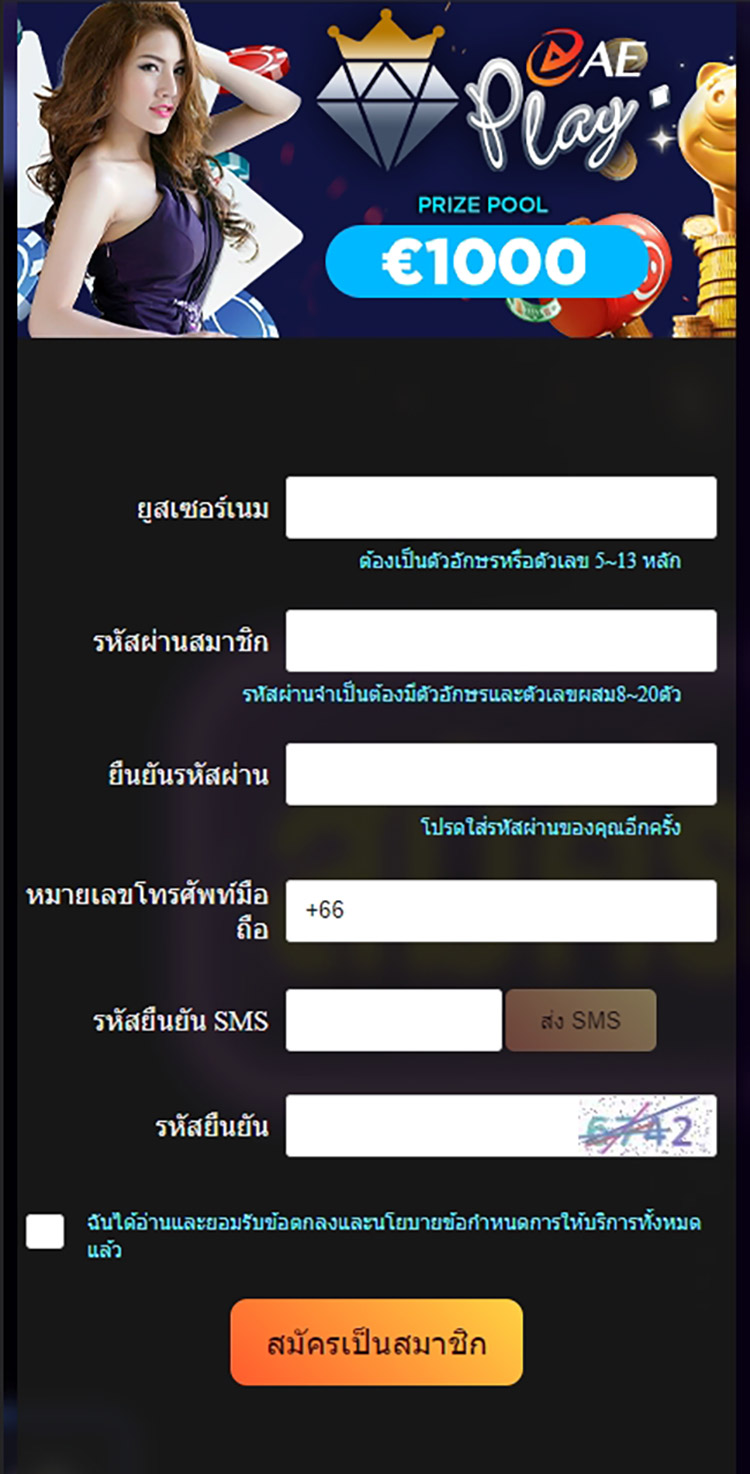 AE
Play
PRIZE POOL
€1000
ยูสเซอร์เนม
ต้องเป็นตัวอักษรหรือตัวเลข 5~13 หลัก
รหัสผ่านสมาชิก
รหัสผ่านจำเป็นต้องมีตัวอักษรและตัวเลขผสม8~20ตัว
ยืนยันรหัสผ่าน
โปรดใส่รหัสผ่านของคุณอีกครั้ง
หมายเลขโทรศัพท์มือ
ถือ
+66
รหัสยืนยัน SMS
ส่ง SMS
รหัสยืนยัน
6742
ฉันได้อ่านและยอมรับข้อตกลงและนโยบายข้อกำหนดการให้บริการทั้งหมด
แล้ว
สมัครเป็นสมาชิก